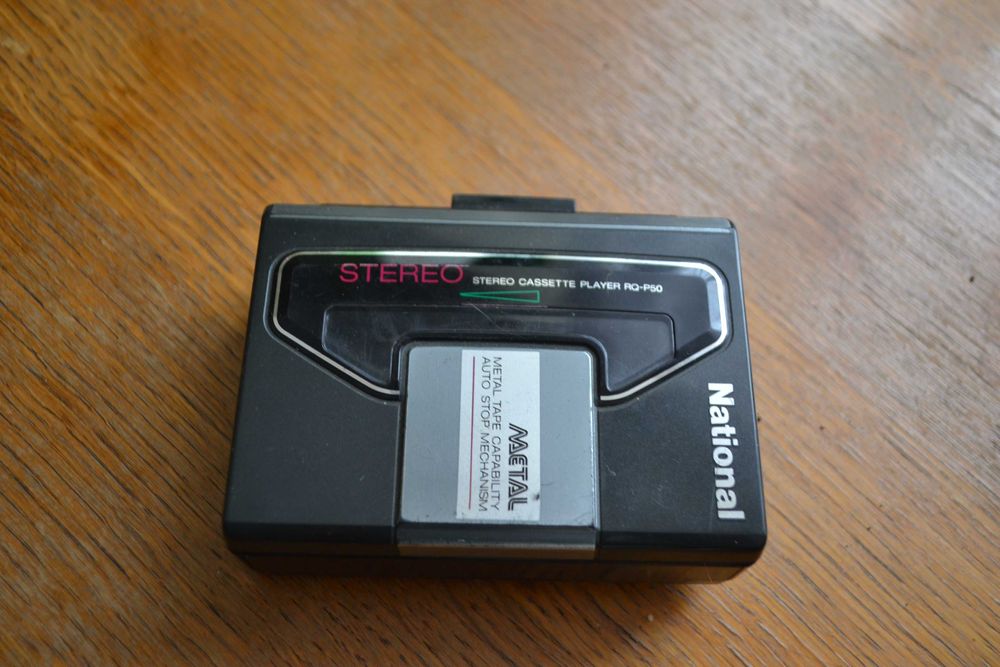 STEREO
STEREO CASSETTE PLAYER RQ-P50
National
METAL
METAL TAPE CAPABILITY
AUTO STOP MECHANISM